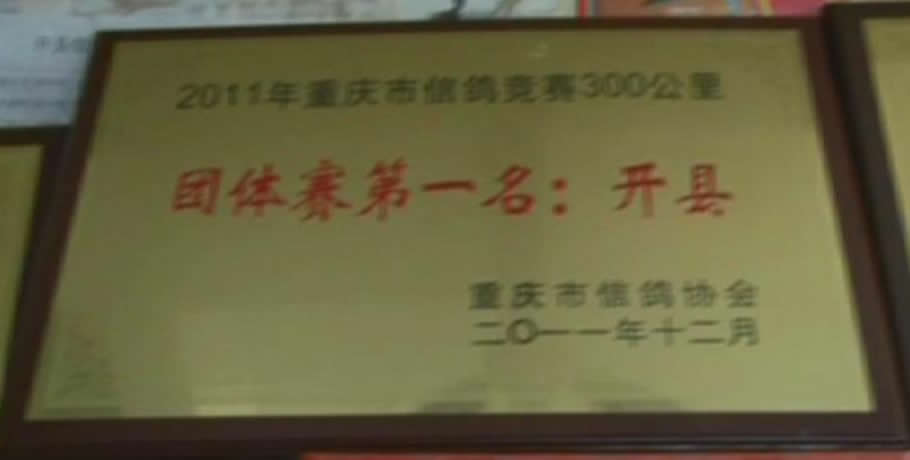 2011年重庆市信鸽竞赛300公里
团体赛第一名：开县
重庆市信鸽协会
二〇一一年十二月